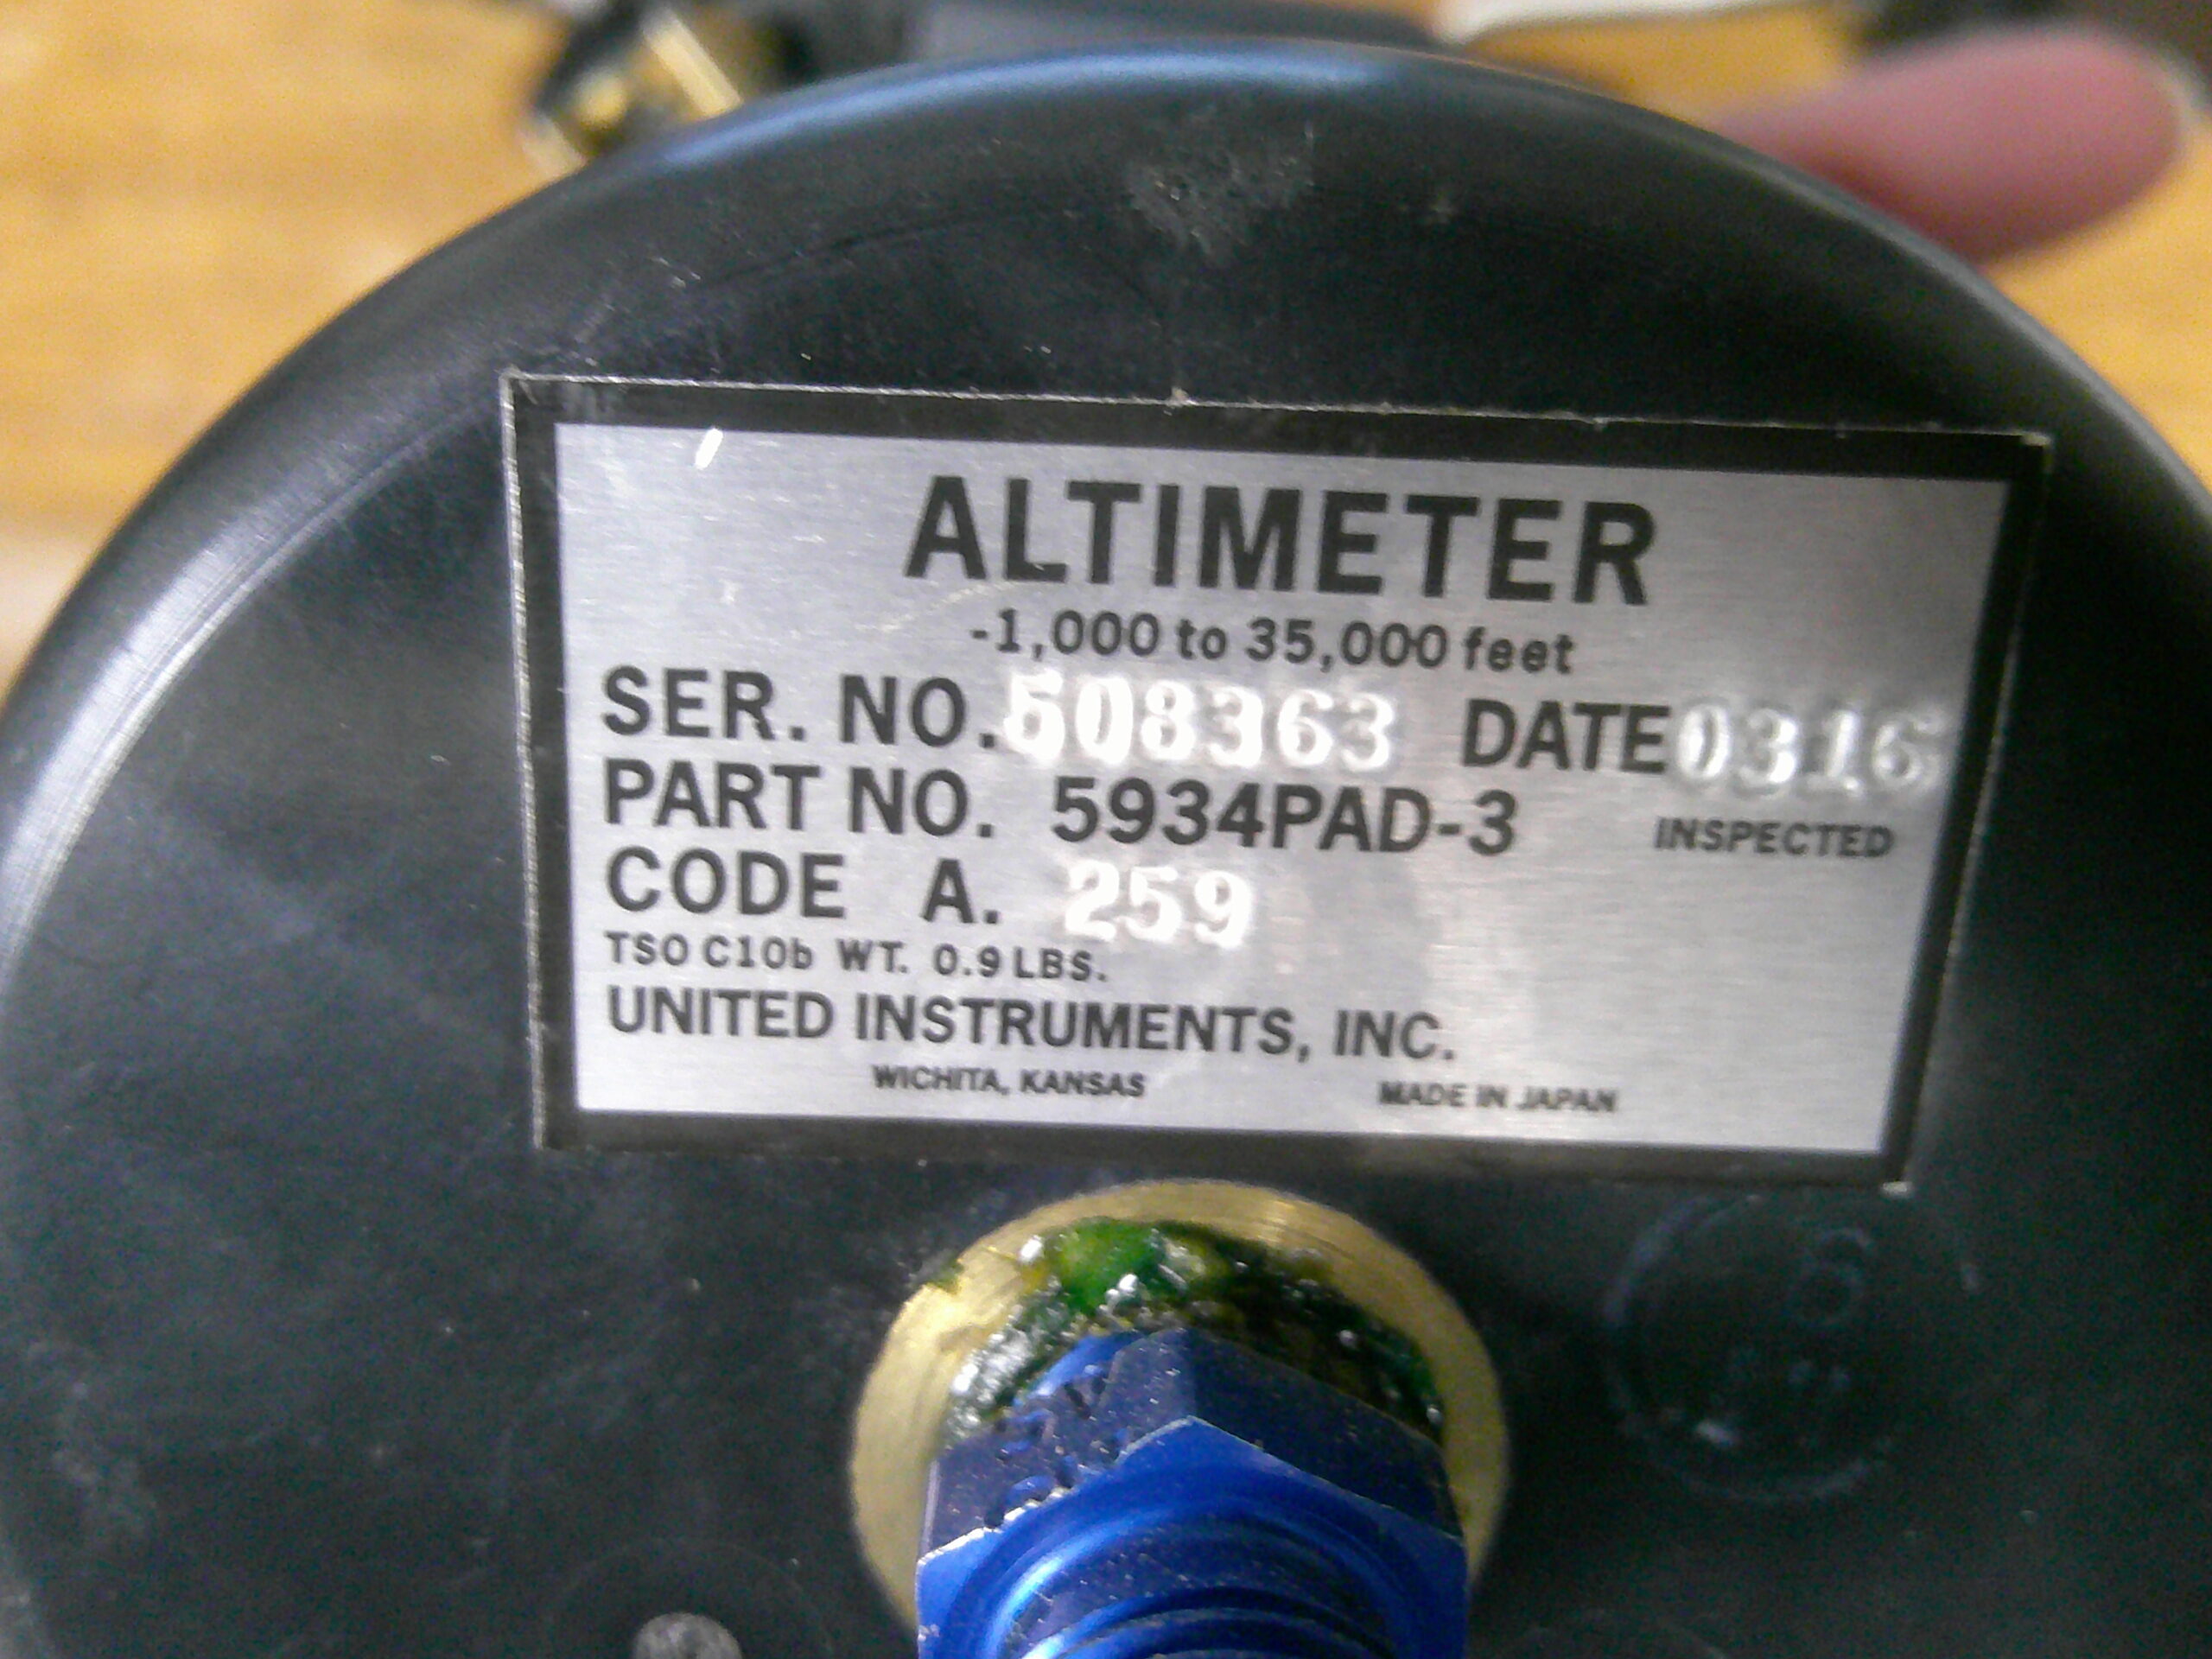 ALTIMETER
-1,000 to 35,000 feet
SER. NO. 508363 DATE 0316
PART NO. 5934PAD-3 INSPECTED
CODE A. 259
TSO C10b WT. 0.9 LBS.
UNITED INSTRUMENTS, INC.
WICHITA, KANSAS MADE IN JAPAN